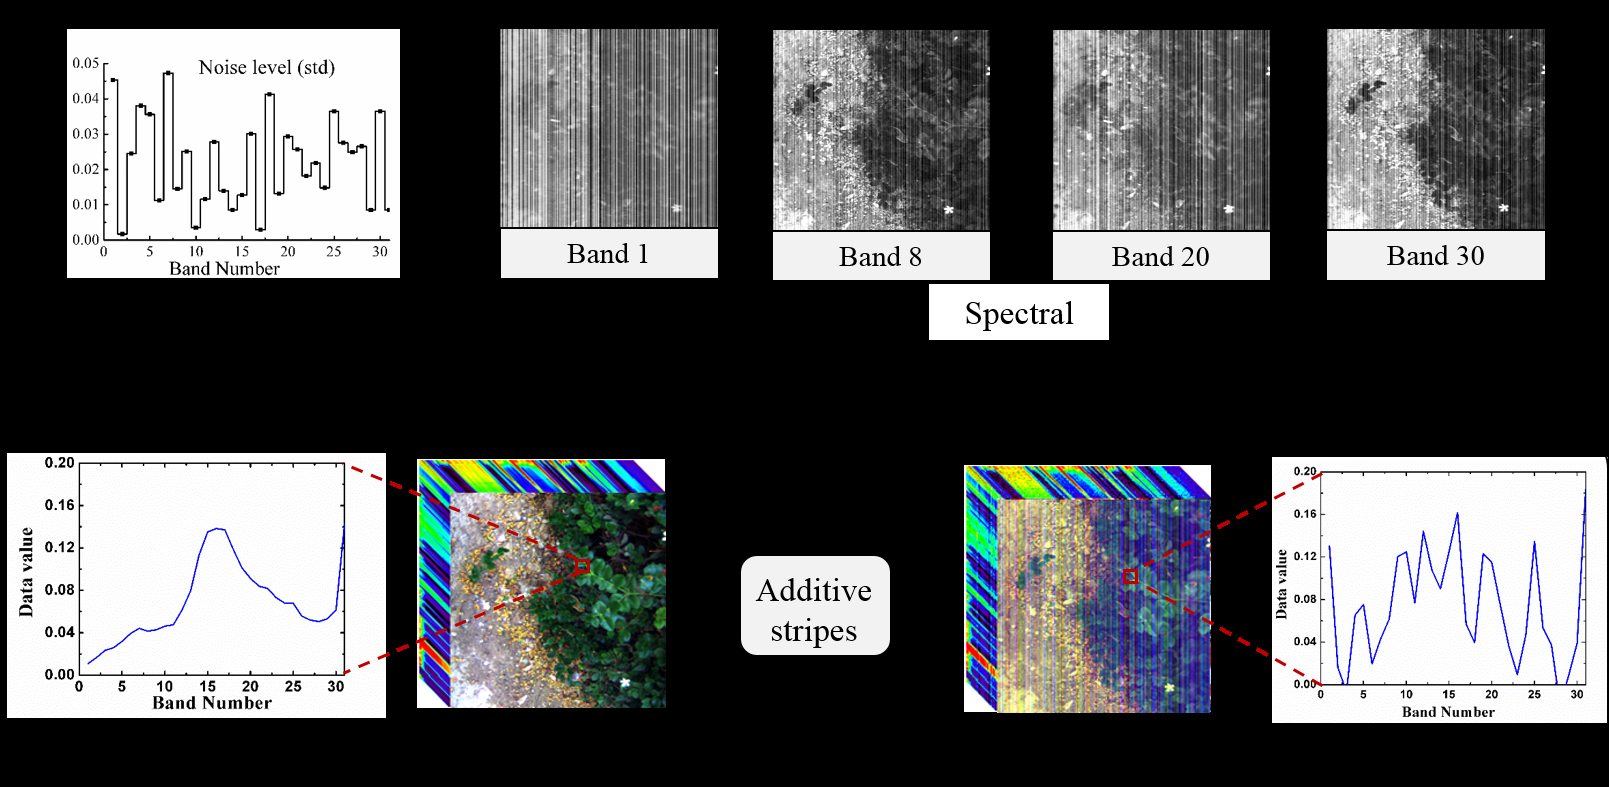 Noise level (std)
0.05
0.04
0.03
0.02
0.01
0.00
0 5 10 15 20 25 30
Band Number
Band 1
Band 8
Band 20
Band 30
Spectral
0.20
0.16
0.12
0.08
0.04
0.00
Data value
0 5 10 15 20 25 30
Band Number
Additive
stripes
0.20
0.16
0.12
0.08
0.04
0.00
Data value
0 5 10 15 20 25 30
Band Number